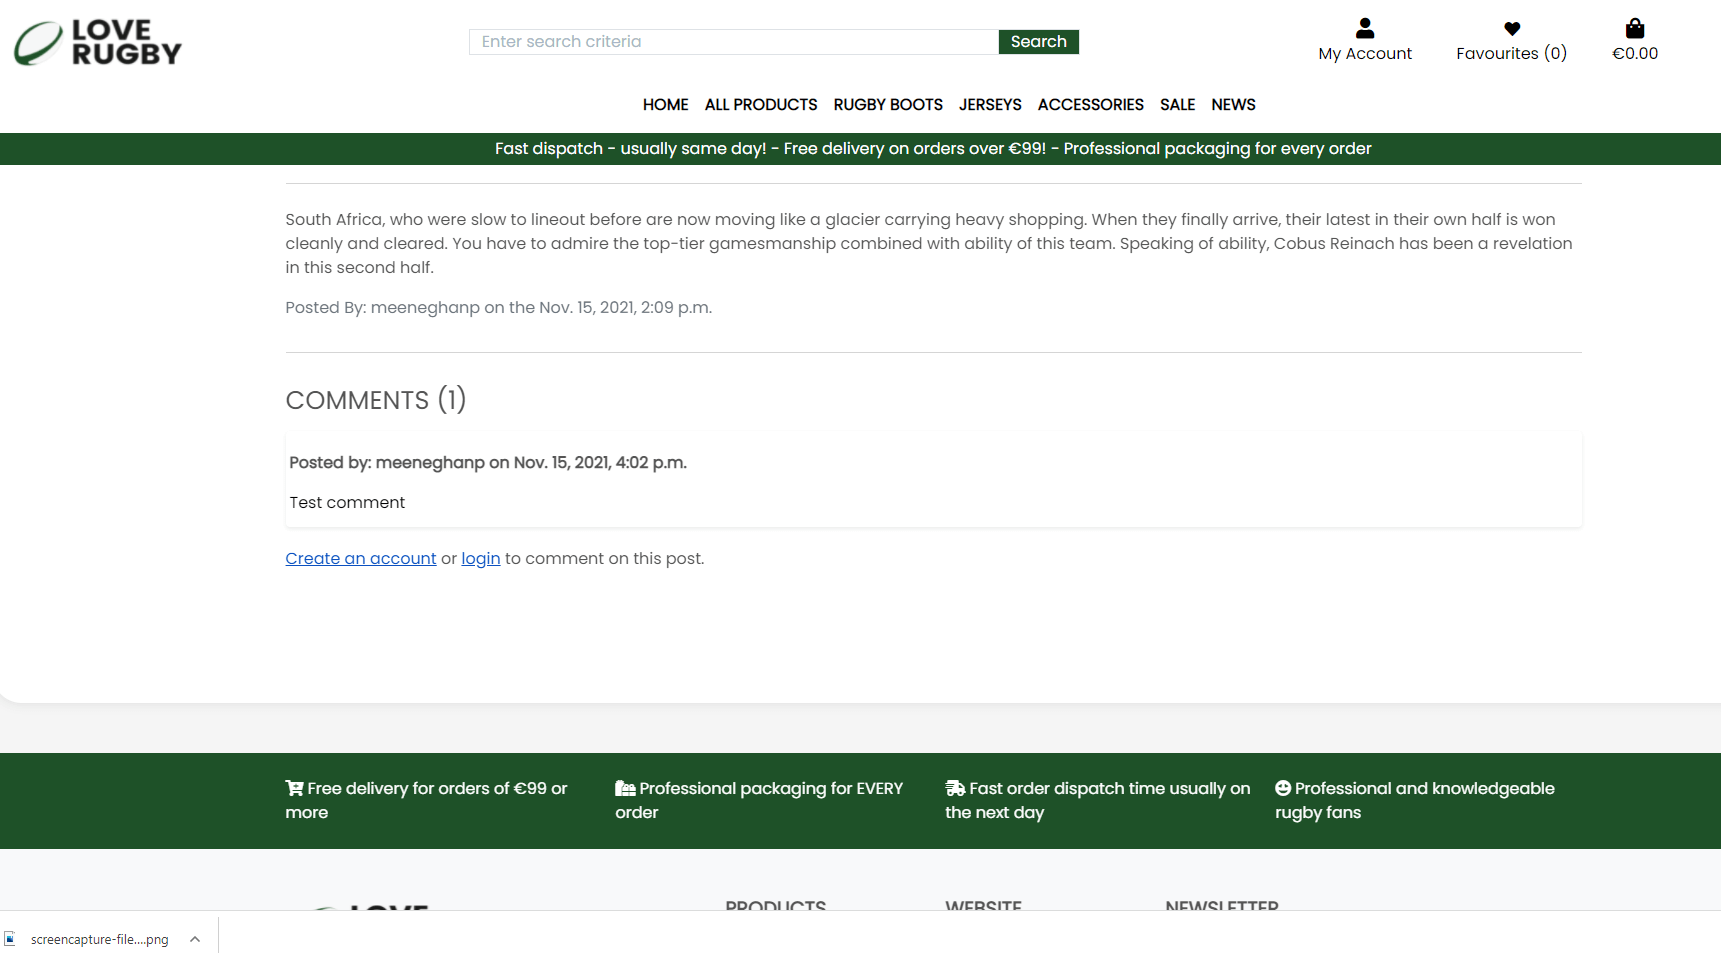 LOVE
RUGBY
Enter search criteria
Search
My Account
Favourites (0)
€0.00
HOME ALL PRODUCTS RUGBY BOOTS JERSEYS ACCESSORIES SALE NEWS
Fast dispatch - usually same day! - Free delivery on orders over €99! - Professional packaging for every order
South Africa, who were slow to lineout before are now moving like a glacier carrying heavy shopping. When they finally arrive, their latest in their own half is won
cleanly and cleared. You have to admire the top-tier gamesmanship combined with ability of this team. Speaking of ability, Cobus Reinach has been a revelation
in this second half.
Posted By: meeneghanp on the Nov. 15, 2021, 2:09 p.m.
COMMENTS (1)
Posted by: meeneghanp on Nov. 15, 2021, 4:02 p.m.
Test comment
Create an account or login to comment on this post.
Free delivery for orders of €99 or
more
Professional packaging for EVERY
order
Fast order dispatch time usually on
the next day
Professional and knowledgeable
rugby fans
LOVE
PRODUCTS
WEBSITE
NEWSLETTER
screencapture-file....png